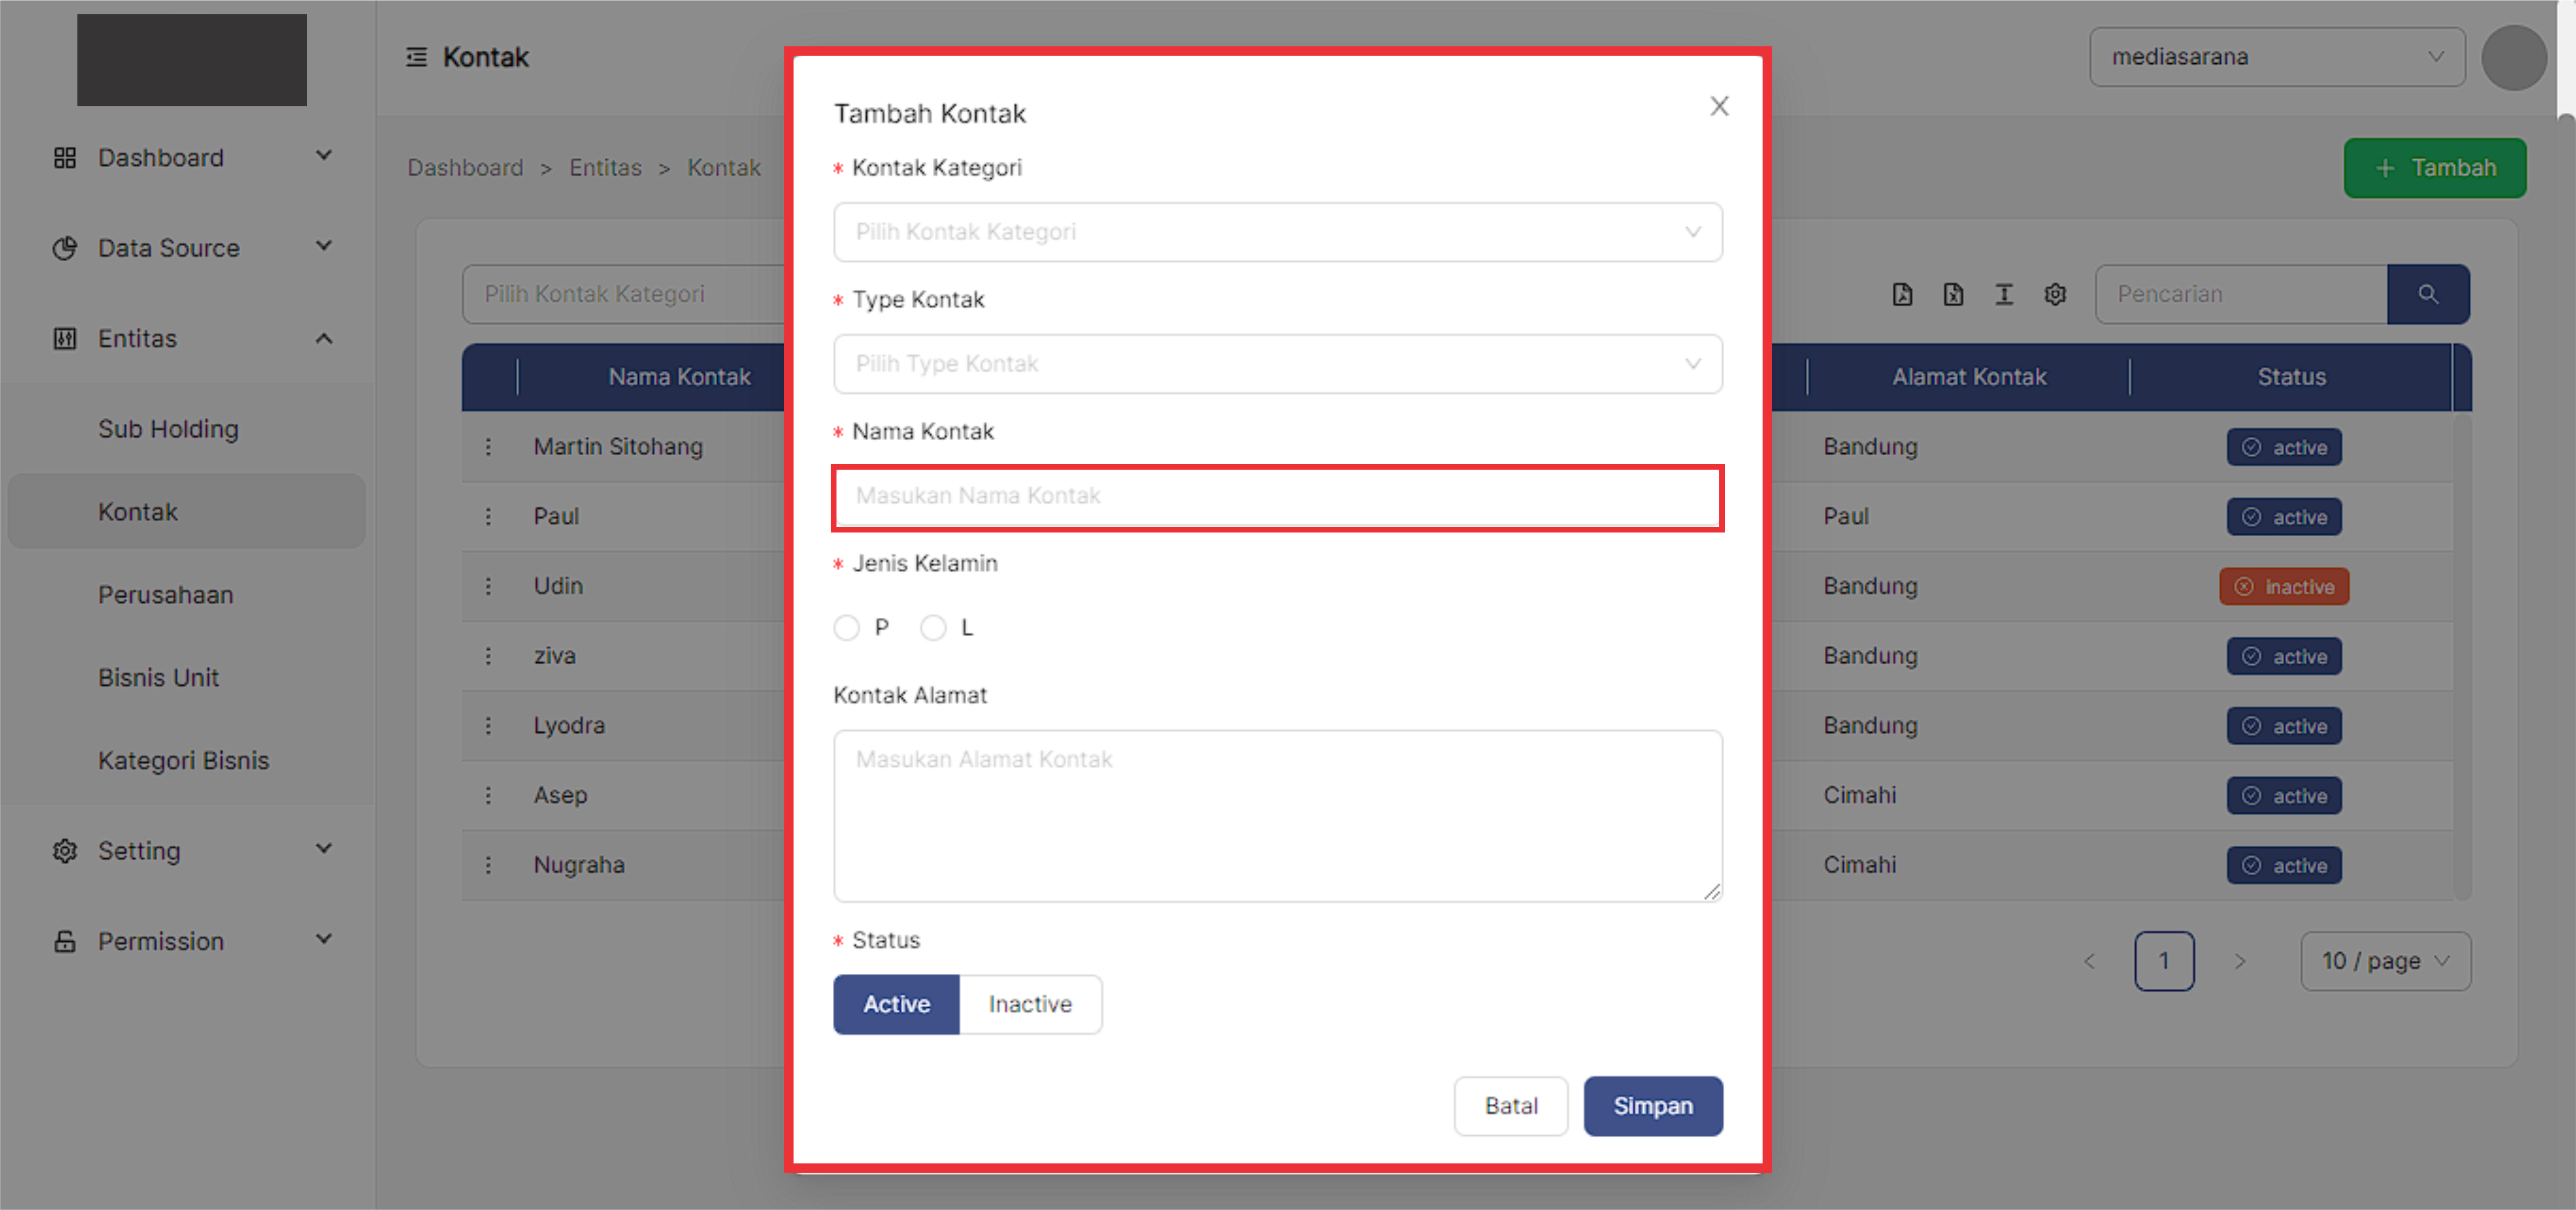 Kontak
mediasarana
Dashboard
Data Source
Entitas
Sub Holding
Kontak
Perusahaan
Bisnis Unit
Kategori Bisnis
Setting
Permission
Dashboard > Entitas > Kontak
+ Tambah
Pilih Kontak Kategori
Pencarian
Nama Kontak Alamat Kontak Status
Martin Sitohang Bandung active
Paul Paul active
Udin Bandung inactive
ziva Bandung active
Lyodra Bandung active
Asep Cimahi active
Nugraha Cimahi active
< 1 > 10 / page
Tambah Kontak
* Kontak Kategori
Pilih Kontak Kategori
* Type Kontak
Pilih Type Kontak
* Nama Kontak
Masukan Nama Kontak
* Jenis Kelamin
P L
Kontak Alamat
Masukan Alamat Kontak
* Status
Active Inactive
Batal Simpan